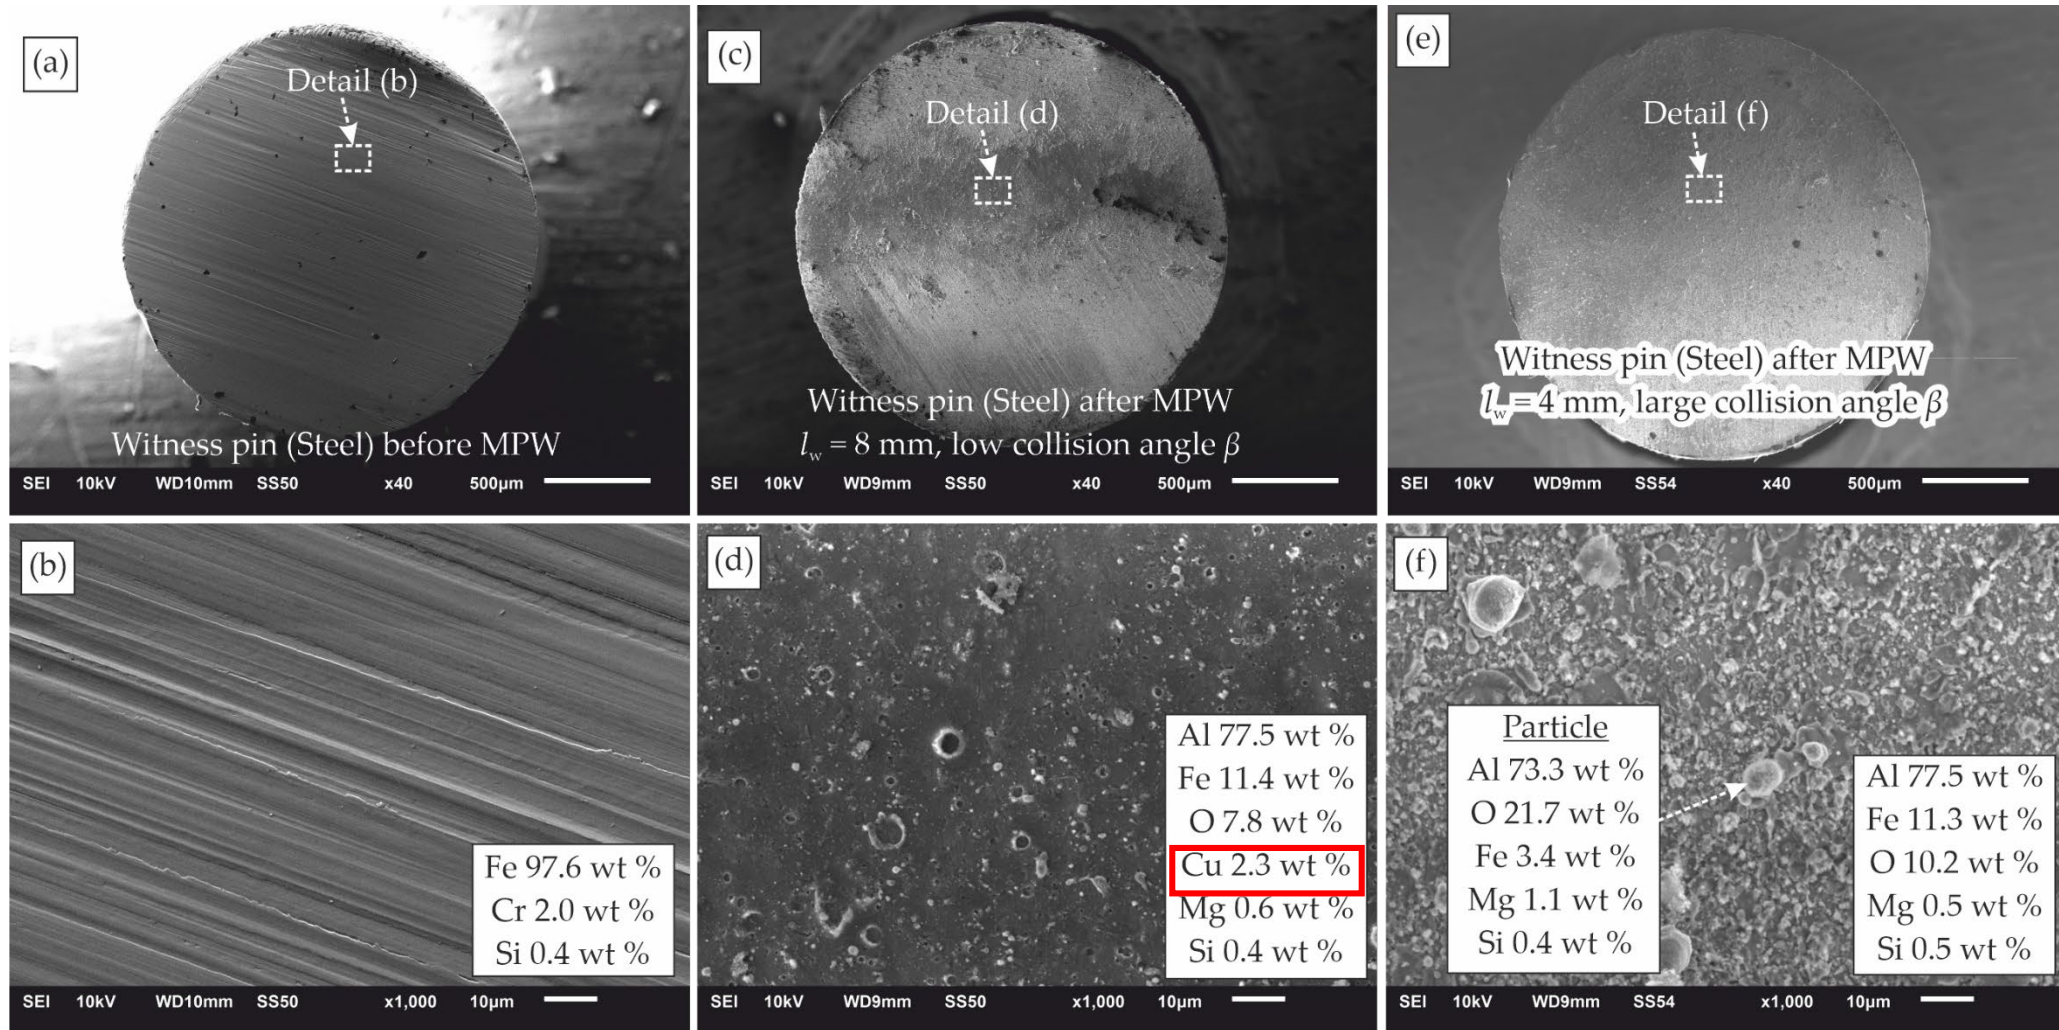 (a)
Detail (b)
Witness pin (Steel) before MPW
SEI 10kV WD10mm SS50 x40 500µm
(c)
Detail (d)
Witness pin (Steel) after MPW
lw = 8 mm, low collision angle β
SEI 10kV WD9mm SS50 x40 500µm
(e)
Detail (f)
Witness pin (Steel) after MPW
lw = 4 mm, large collision angle β
SEI 10kV WD9mm SS54 x40 500µm
(b)
Fe 97.6 wt %
Cr 2.0 wt %
Si 0.4 wt %
SEI 10kV WD10mm SS50 x1,000 10µm
(d)
Al 77.5 wt %
Fe 11.4 wt %
O 7.8 wt %
Cu 2.3 wt %
Mg 0.6 wt %
Si 0.4 wt %
SEI 10kV WD9mm SS50 x1,000 10µm
(f)
Particle
Al 73.3 wt %
O 21.7 wt %
Fe 3.4 wt %
Mg 1.1 wt %
Si 0.4 wt %
Al 77.5 wt %
Fe 11.3 wt %
O 10.2 wt %
Mg 0.5 wt %
Si 0.5 wt %
SEI 10kV WD9mm SS54 x1,000 10µm